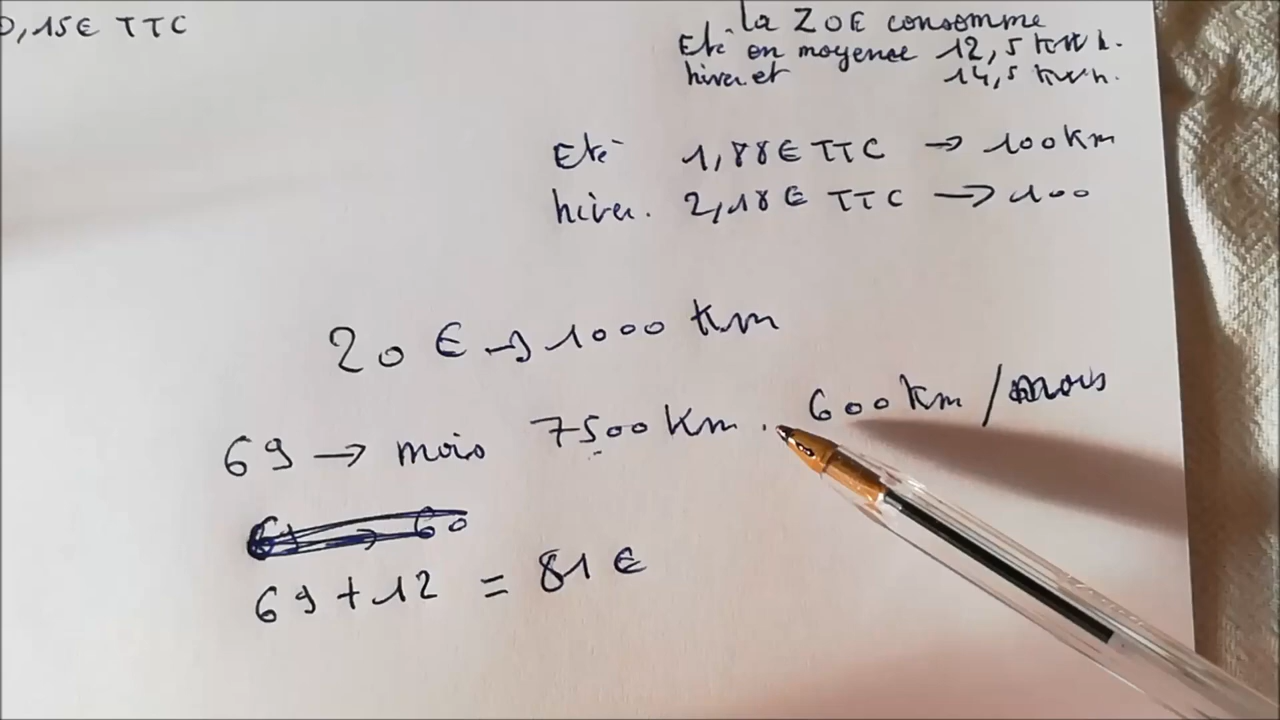 0,15€ TTC
la ZOE consomme
Eté en moyenne 12,5 KWh.
hiver et 14,5 KWh.
Eté 1,88€ TTC → 100Km
hiver. 2,18€ TTC → 100
20 € → 1000 Km
69 → mois 7500 Km . 600 Km / mois
60
69 + 12 = 81 €